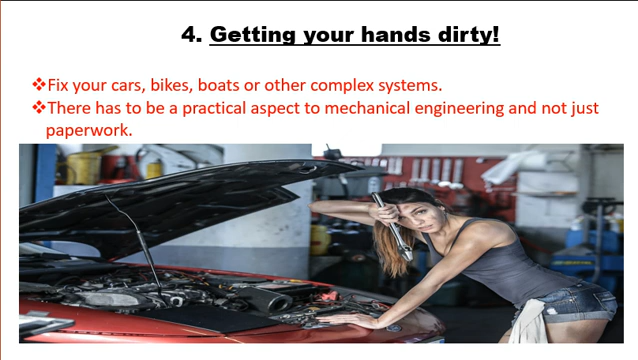 4. Getting your hands dirty!
❖Fix your cars, bikes, boats or other complex systems.
❖There has to be a practical aspect to mechanical engineering and not just
paperwork.